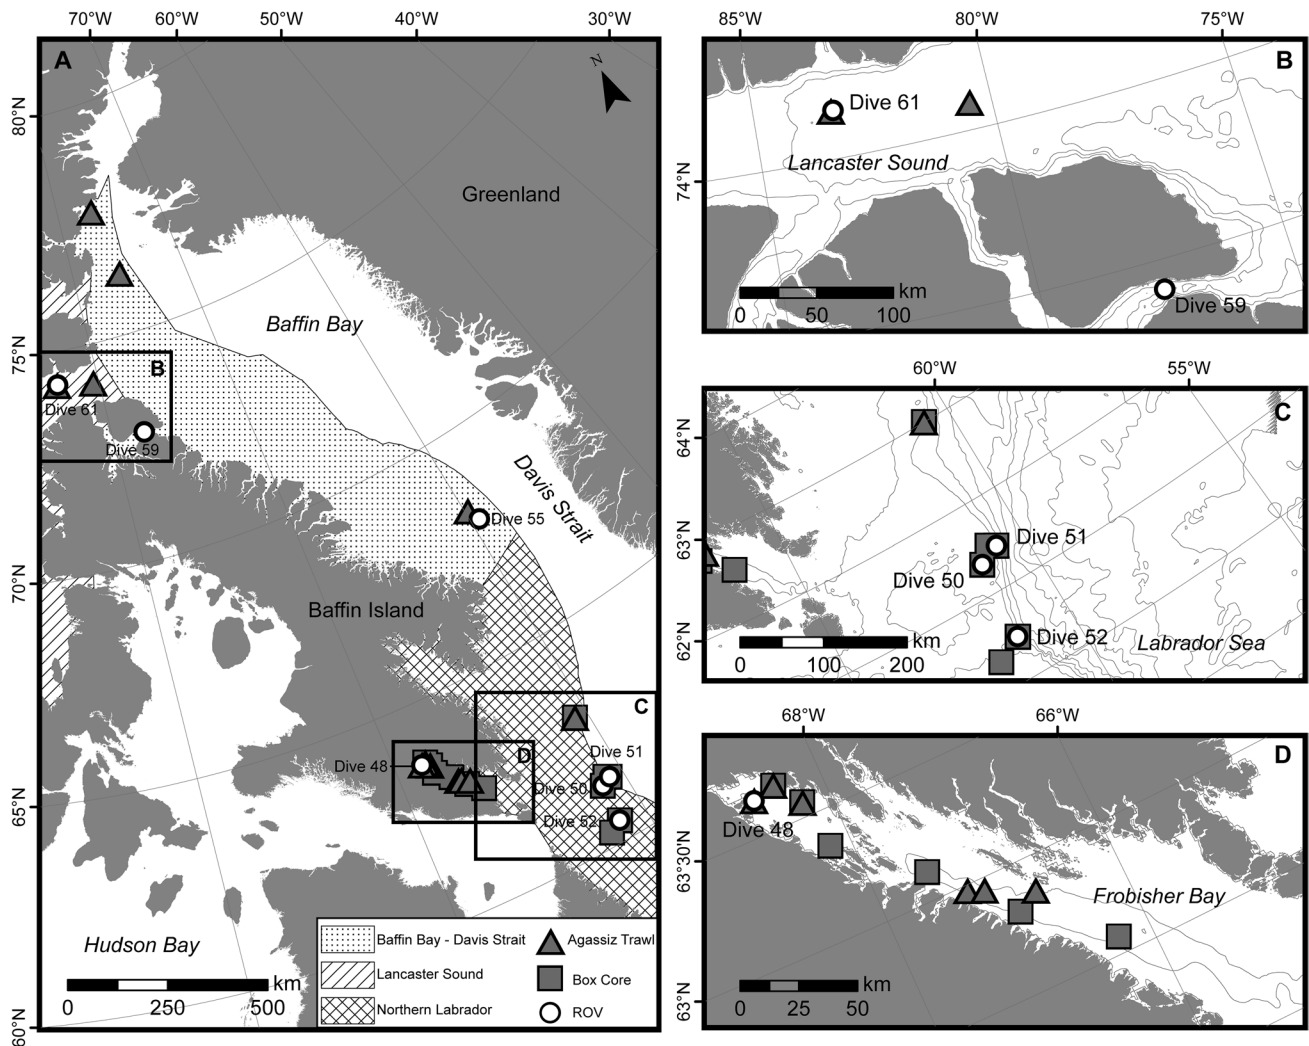 70°W 60°W 50°W 40°W 30°W
80°N
75°N
70°N
65°N
60°N
A
N
Greenland
Baffin Bay
B
Dive 61
Dive 59
Davis Strait
Dive 55
Baffin Island
C
D
Dive 51
Dive 48
Dive 50
Dive 52
Hudson Bay
km
0 250 500
Baffin Bay - Davis Strait
Lancaster Sound
Northern Labrador
Agassiz Trawl
Box Core
ROV
85°W 80°W 75°W
74°N
B
Dive 61
Lancaster Sound
Dive 59
km
0 50 100
60°W 55°W
64°N
63°N
62°N
C
Dive 51
Dive 50
Dive 52
Labrador Sea
km
0 100 200
68°W 66°W
63°30'N
63°N
D
Dive 48
Frobisher Bay
km
0 25 50